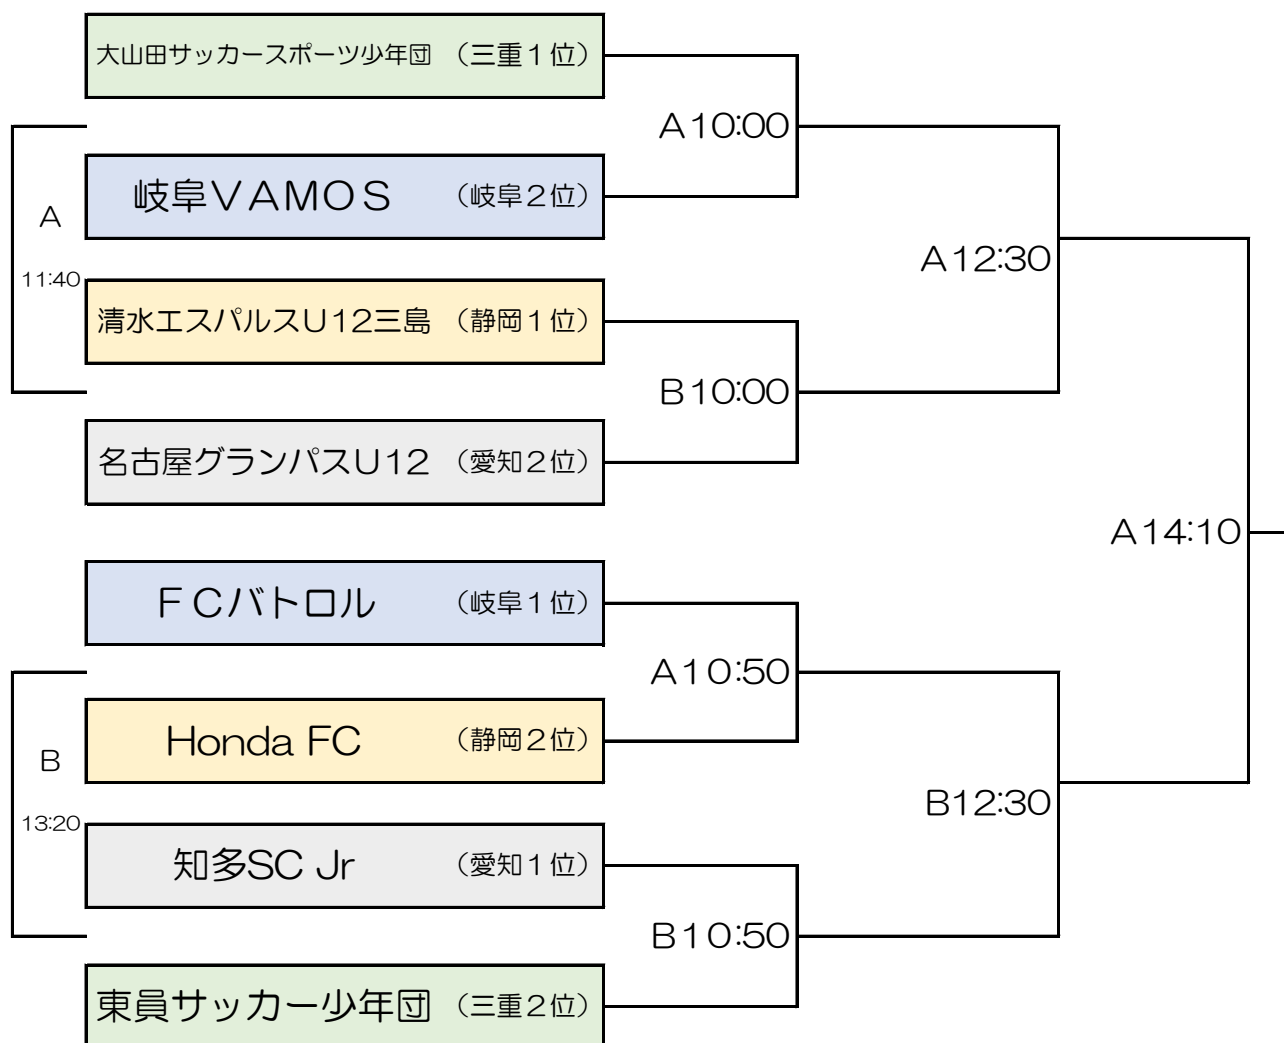 大山田サッカースポーツ少年団 （三重１位）
A10:00
岐阜VAMOS （岐阜２位）
A
11:40
A12:30
清水エスパルスU12三島 （静岡１位）
B10:00
名古屋グランパスU12 （愛知２位）
A14:10
ＦＣバトロル （岐阜１位）
A10:50
Honda FC （静岡２位）
B
13:20
B12:30
知多SC Jr （愛知１位）
B10:50
東員サッカー少年団 （三重２位）